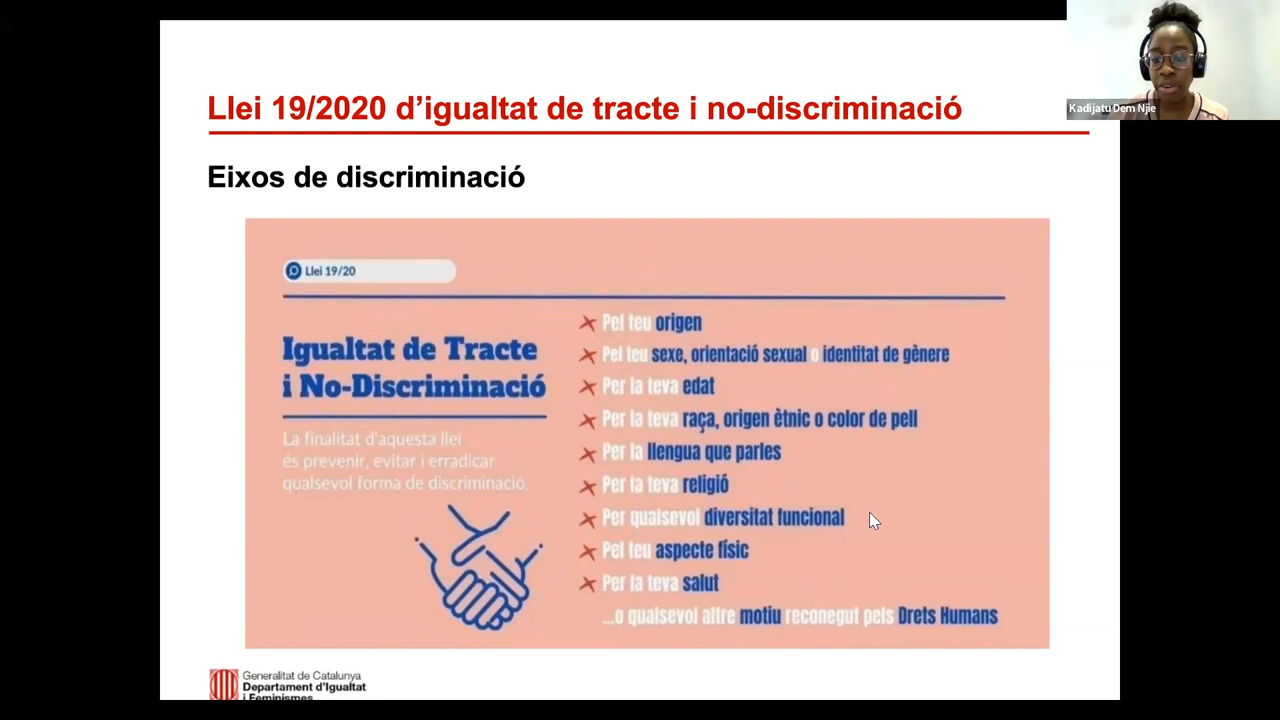 Llei 19/2020 d’igualtat de tracte i no-discriminació
Kadijatu Dem Njie
Eixos de discriminació
Llei 19/20
Igualtat de Tracte
i No-Discriminació
La finalitat d'aquesta llei
és prevenir, evitar i erradicar
qualsevol forma de discriminació.
Pel teu origen
Pel teu sexe, orientació sexual o identitat de gènere
Per la teva edat
Per la teva raça, origen ètnic o color de pell
Per la llengua que parles
Per la teva religió
Per qualsevol diversitat funcional
Pel teu aspecte físic
Per la teva salut
...o qualsevol altre motiu reconegut pels Drets Humans
Generalitat de Catalunya
Departament d'Igualtat
i Feminismes